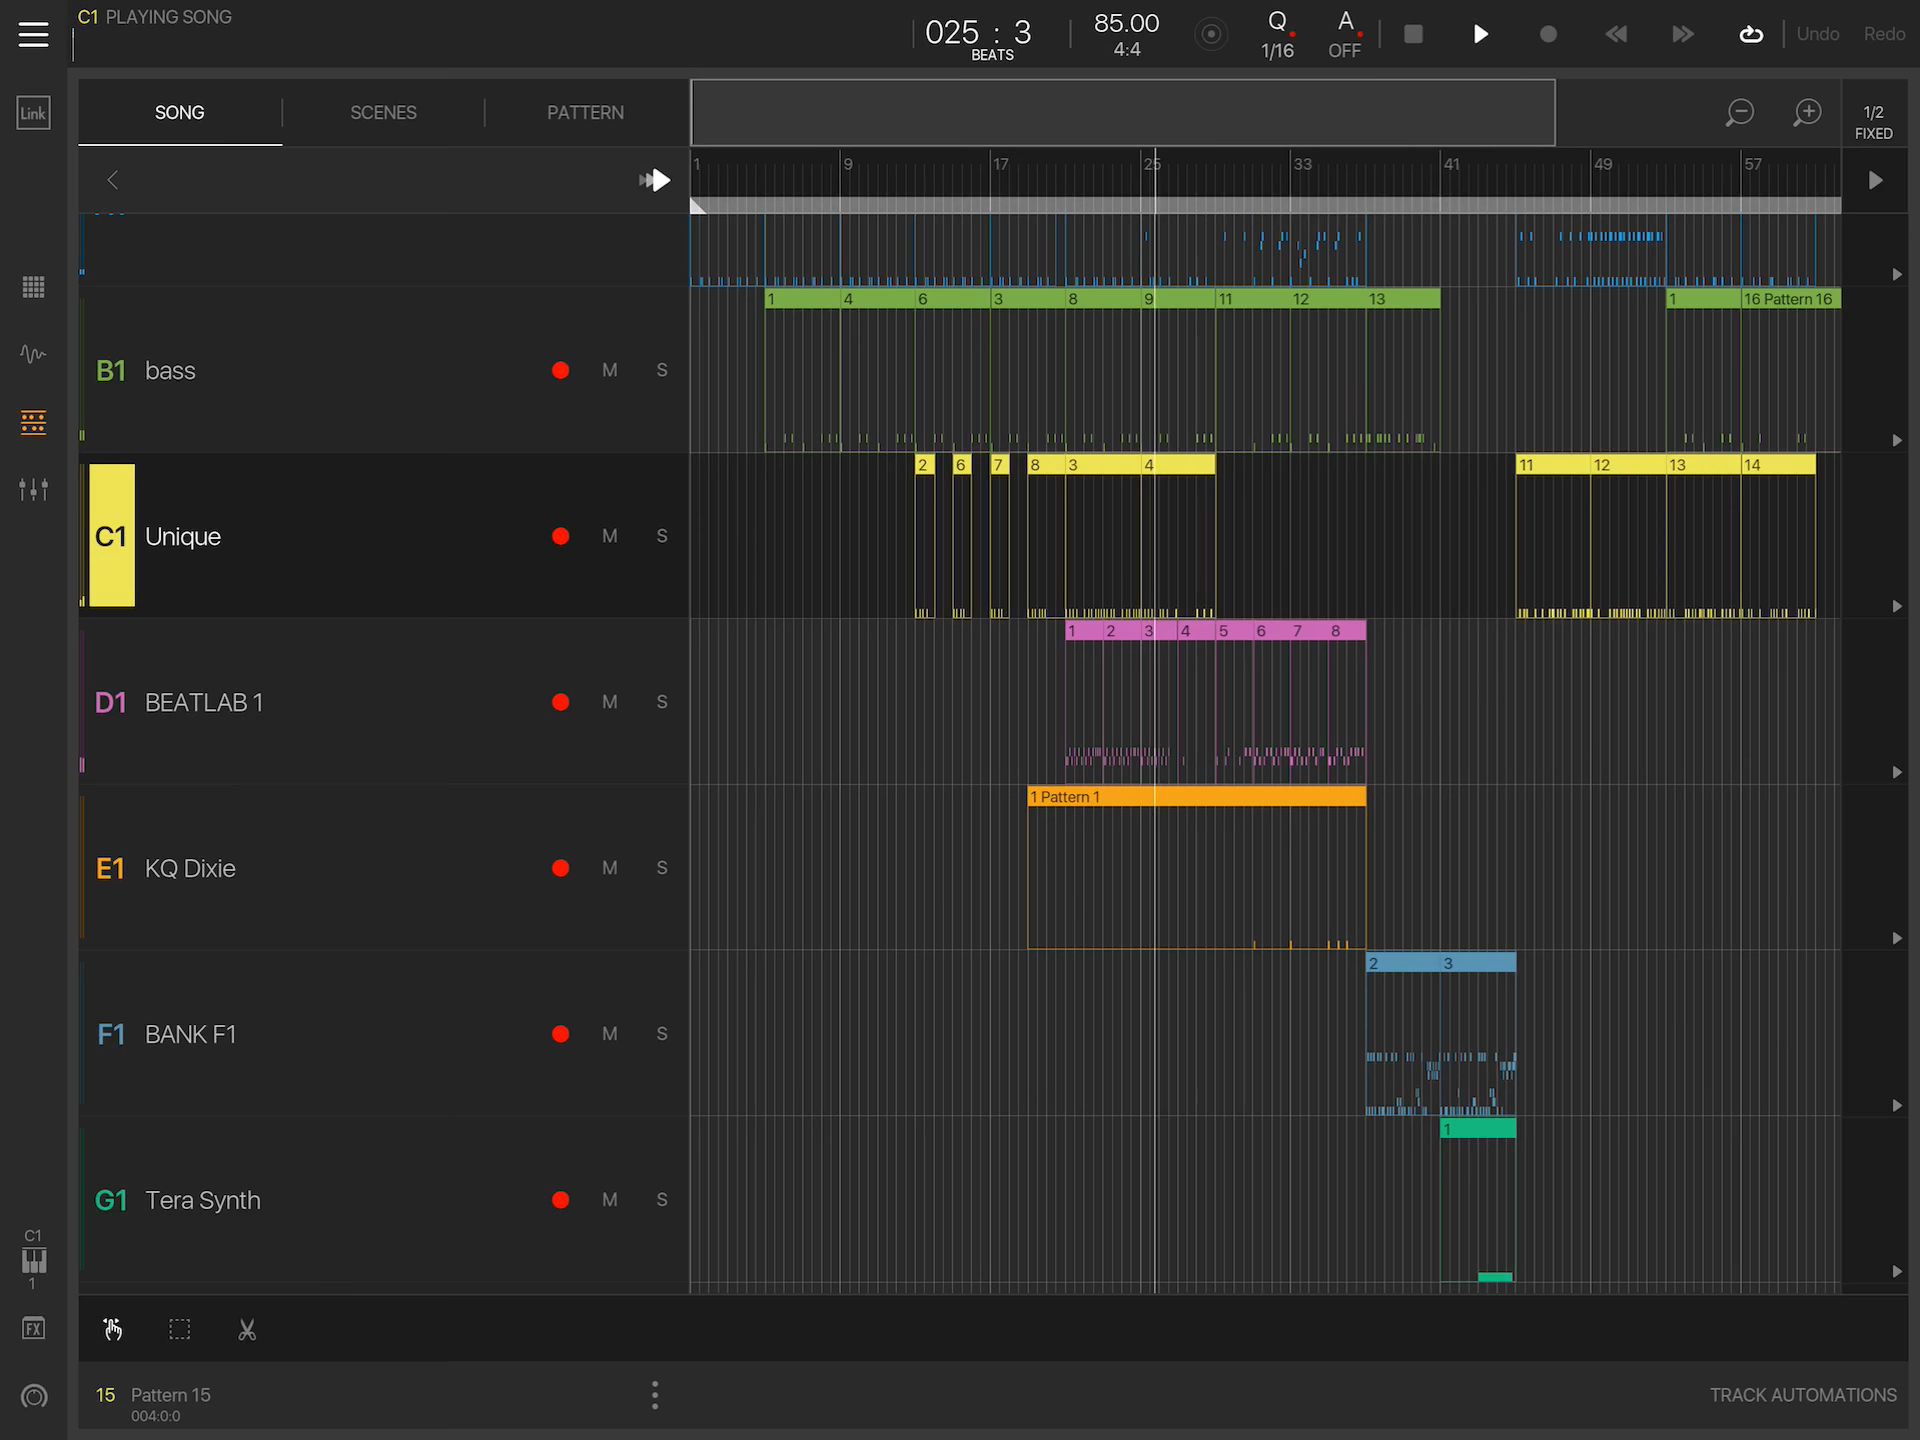 C1 PLAYING SONG
025 : 3
BEATS
85.00
4:4
Q
1/16
A
OFF
Undo
Redo
Link
SONG
SCENES
PATTERN
1/2
FIXED
1 9 17 25 33 41 49 57
1 4 6 3 8 9 11 12 13 1 16 Pattern 16
B1 bass M S
2 6 7 8 3 4 11 12 13 14
C1 Unique M S
1 2 3 4 5 6 7 8
D1 BEATLAB 1 M S
1 Pattern 1
E1 KQ Dixie M S
2 3
F1 BANK F1 M S
1
G1 Tera Synth M S
C1
1
FX
15 Pattern 15
004:0:0
TRACK AUTOMATIONS